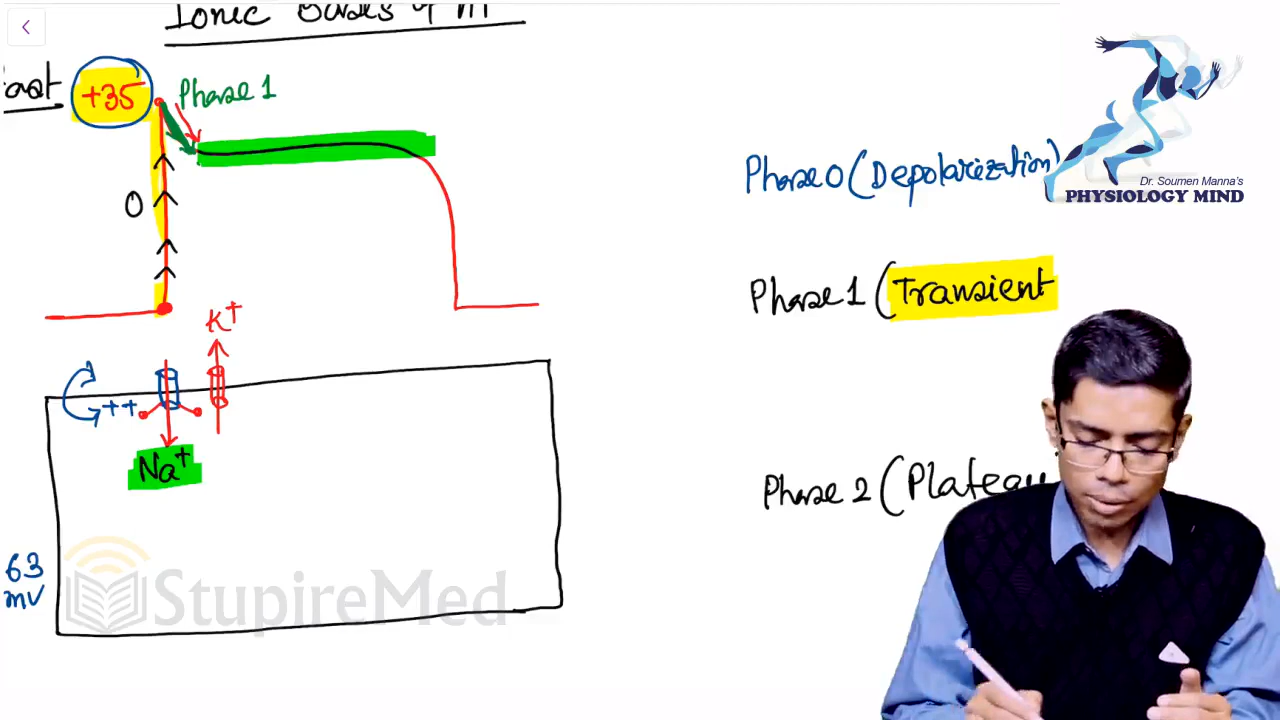 Ionic
+35
Phase 1
0
Phase 0 (Depolarization)
Dr. Soumen Manna's
PHYSIOLOGY MIND
Phase 1 (Transient
K+
++
Na+
Phase 2 (Plateau
63
mv
StupireMed